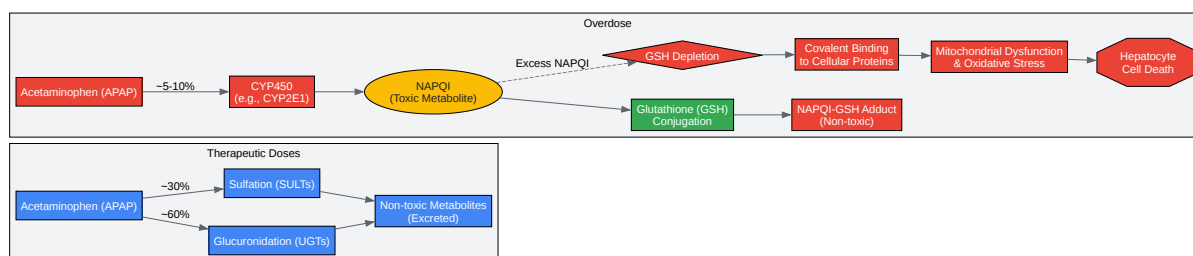 Overdose
Acetaminophen (APAP)
~5-10%
CYP450
(e.g., CYP2E1)
NAPQI
(Toxic Metabolite)
Excess NAPQI
GSH Depletion
Covalent Binding
to Cellular Proteins
Mitochondrial Dysfunction
& Oxidative Stress
Hepatocyte
Cell Death
Glutathione (GSH)
Conjugation
NAPQI-GSH Adduct
(Non-toxic)
Therapeutic Doses
Acetaminophen (APAP)
~30%
Sulfation (SULTs)
~60%
Glucuronidation (UGTs)
Non-toxic Metabolites
(Excreted)